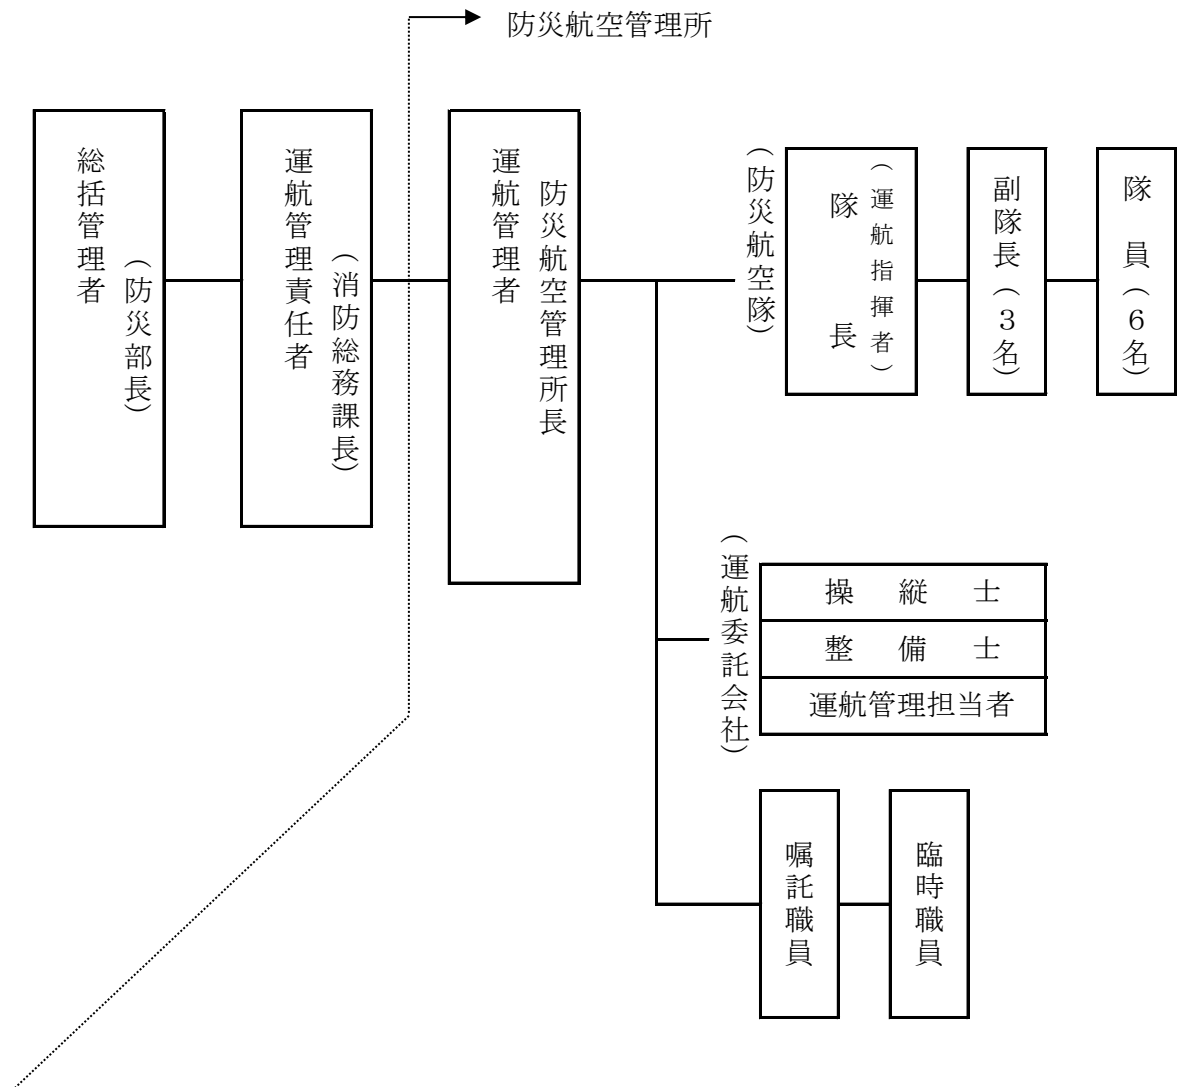 防災航空管理所
総括管理者
（防災部長）
運航管理責任者
（消防総務課長）
運航管理者
防災航空管理所長
（防災航空隊）
隊長
（運航指揮者）
副隊長（３名）
隊員（６名）
（運航委託会社）
操縦士
整備士
運航管理担当者
嘱託職員
臨時職員